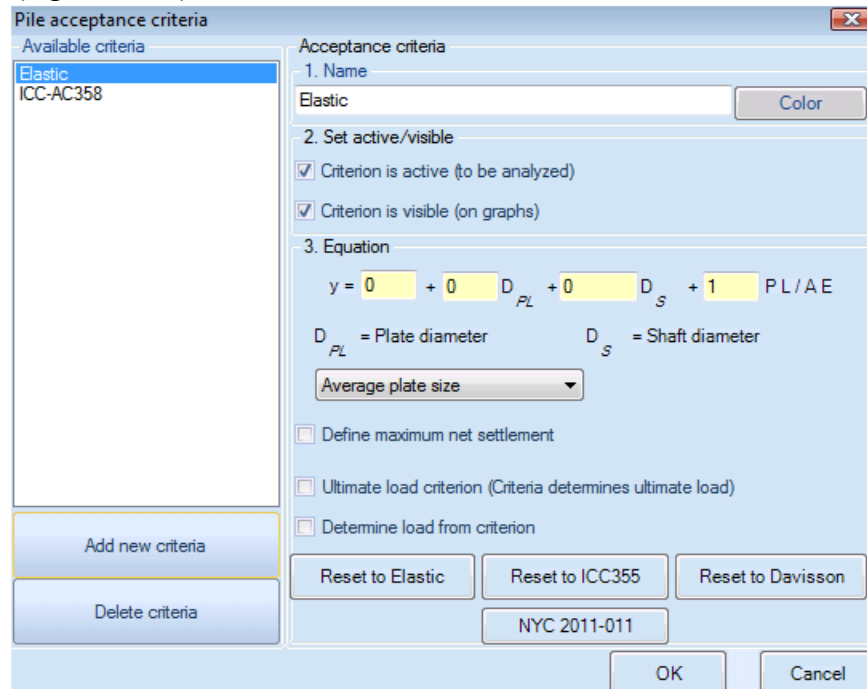 Pile acceptance criteria
Available criteria
Elastic
ICC-AC358
Add new criteria
Delete criteria
Acceptance criteria
1. Name
Elastic
Color
2. Set active/visible
Criterion is active (to be analyzed)
Criterion is visible (on graphs)
3. Equation
y = 0 + 0 D PL + 0 D S + 1 P L / A E
D PL = Plate diameter D S = Shaft diameter
Average plate size
Define maximum net settlement
Ultimate load criterion (Criteria determines ultimate load)
Determine load from criterion
Reset to Elastic Reset to ICC355 Reset to Davisson
NYC 2011-011
OK Cancel